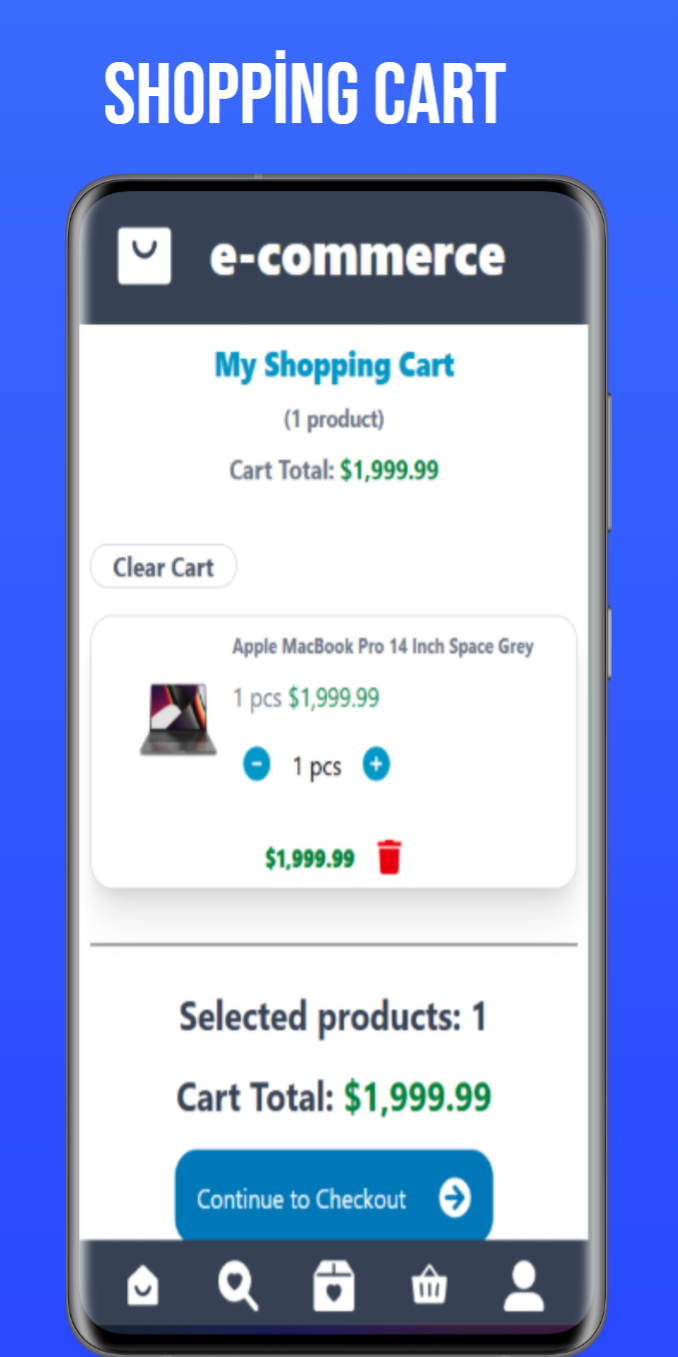 SHOPPİNG CART
e-commerce
My Shopping Cart
(1 product)
Cart Total: $1,999.99
Clear Cart
Apple MacBook Pro 14 Inch Space Grey
1 pcs $1,999.99
- 1 pcs +
$1,999.99
Selected products: 1
Cart Total: $1,999.99
Continue to Checkout